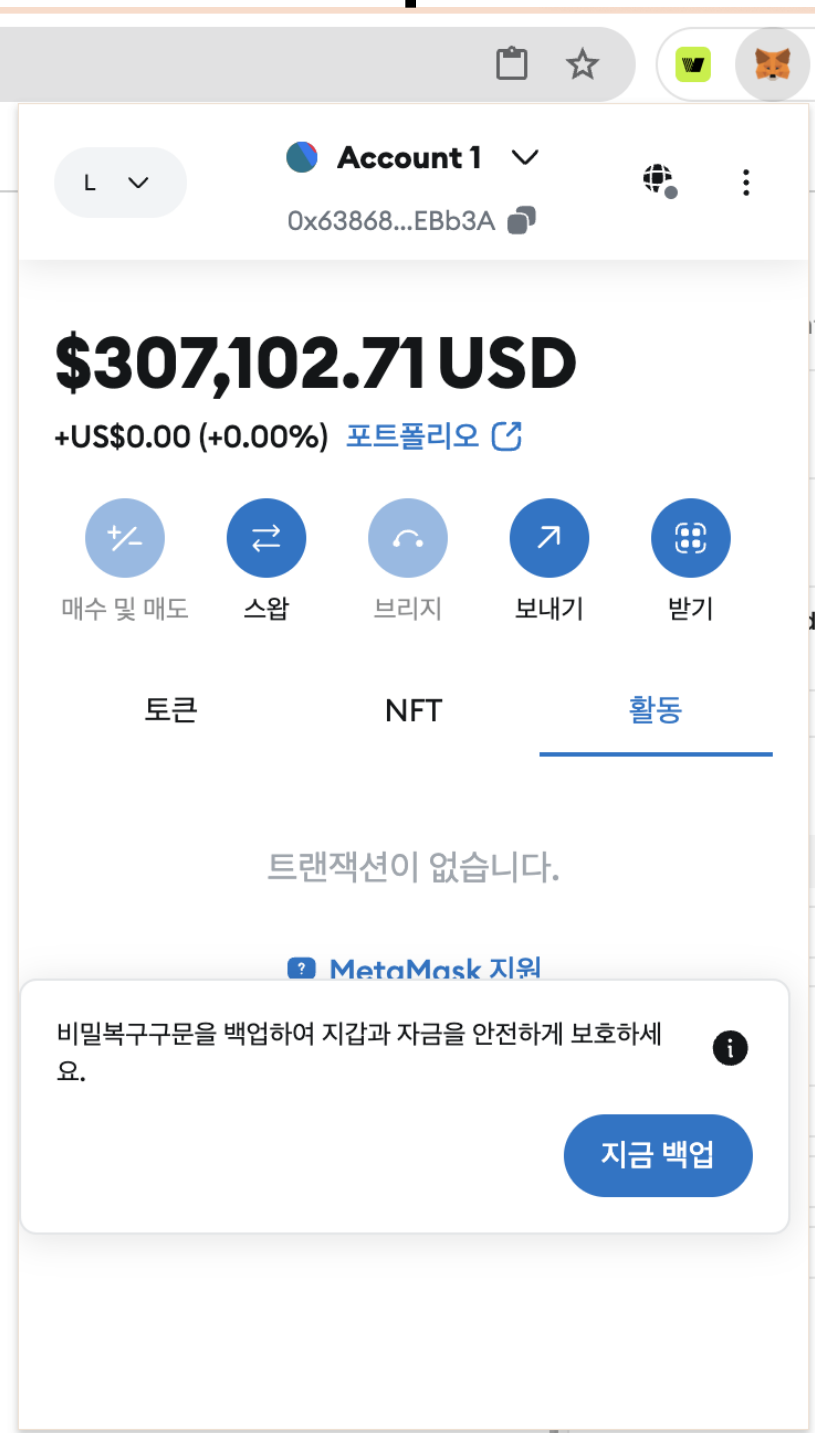 L
Account 1
0x63868...EBb3A
$307,102.71 USD
+US$0.00 (+0.00%) 포트폴리오
매수 및 매도 스왑 브리지 보내기 받기
토큰 NFT 활동
트랜잭션이 없습니다.
MetaMask 지원
비밀복구구문을 백업하여 지갑과 자금을 안전하게 보호하세
요.
지금 백업